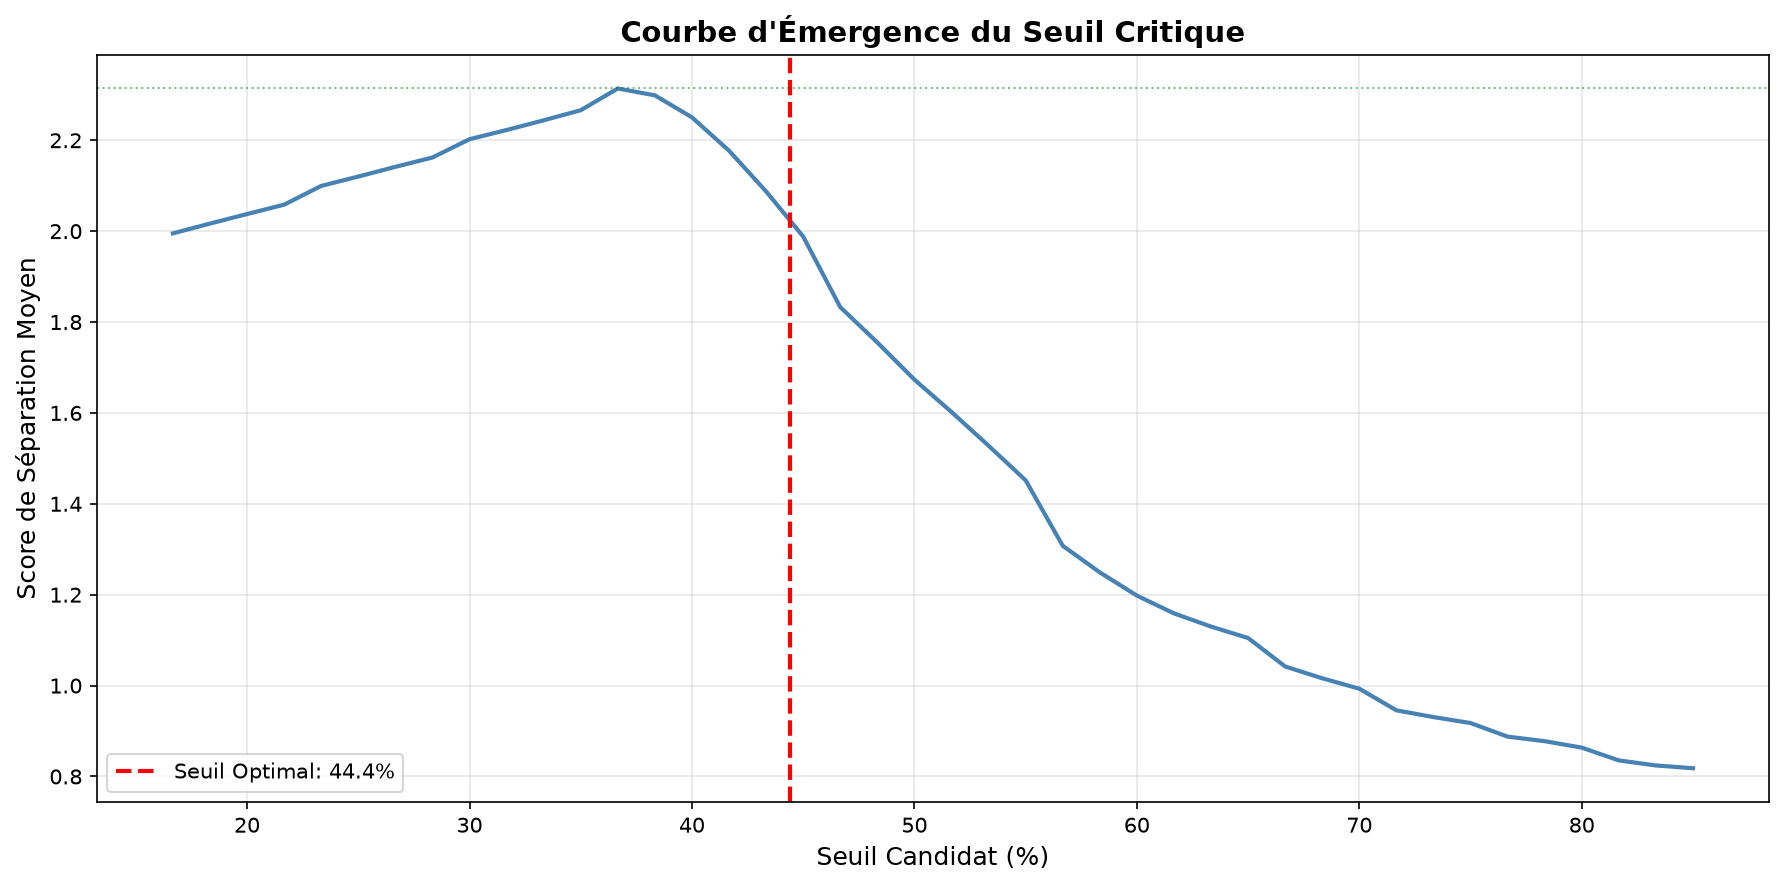 Courbe d'Émergence du Seuil Critique
Score de Séparation Moyen
2.2
2.0
1.8
1.6
1.4
1.2
1.0
0.8
Seuil Optimal: 44.4%
20 30 40 50 60 70 80
Seuil Candidat (%)